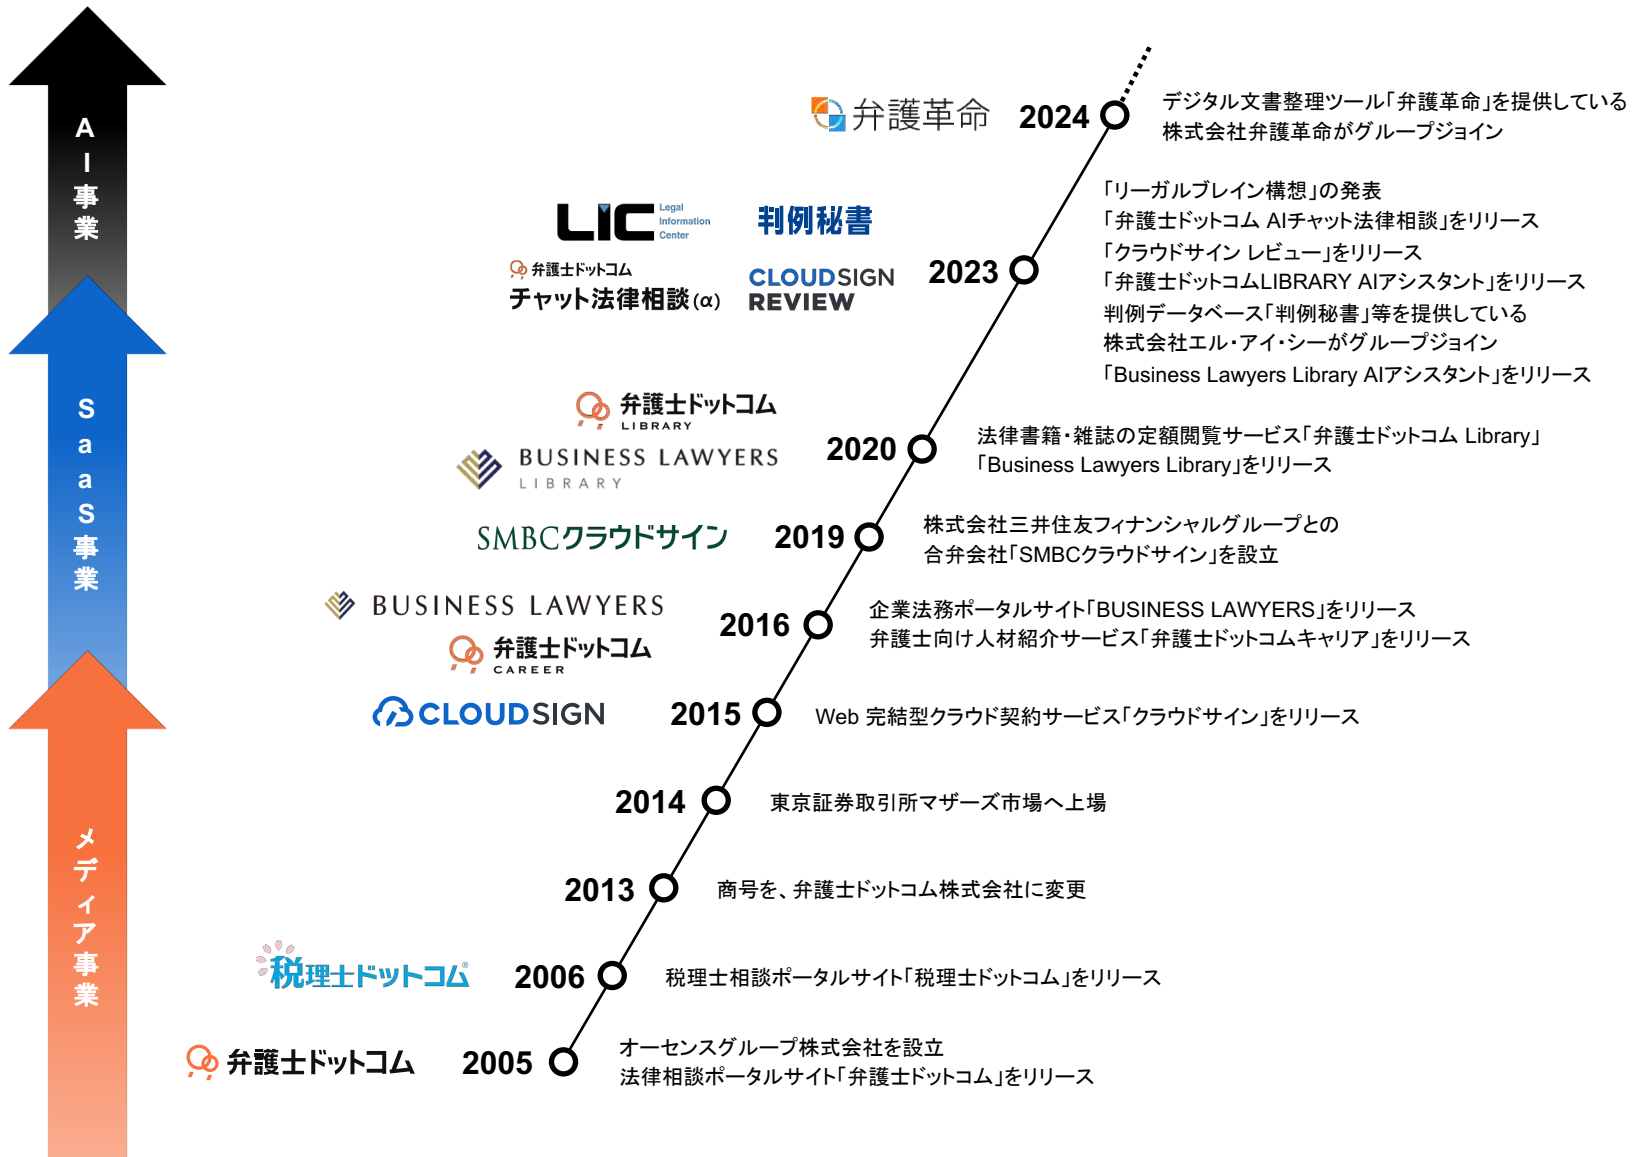 AI事業
SaaS事業
メディア事業
弁護革命
2024
デジタル文書整理ツール「弁護革命」を提供している
株式会社弁護革命がグループジョイン
LIC
Legal
Information
Center
判例秘書
弁護士ドットコム
チャット法律相談(α)
CLOUDSIGN
REVIEW
2023
「リーガルブレイン構想」の発表
「弁護士ドットコム AIチャット法律相談」をリリース
「クラウドサイン レビュー」をリリース
「弁護士ドットコムLIBRARY AIアシスタント」をリリース
判例データベース「判例秘書」等を提供している
株式会社エル・アイ・シーがグループジョイン
「Business Lawyers Library AIアシスタント」をリリース
弁護士ドットコム
LIBRARY
BUSINESS LAWYERS
LIBRARY
2020
法律書籍・雑誌の定額閲覧サービス「弁護士ドットコム Library」
「Business Lawyers Library」をリリース
SMBCクラウドサイン
2019
株式会社三井住友フィナンシャルグループとの
合弁会社「SMBCクラウドサイン」を設立
BUSINESS LAWYERS
弁護士ドットコム
CAREER
2016
企業法務ポータルサイト「BUSINESS LAWYERS」をリリース
弁護士向け人材紹介サービス「弁護士ドットコムキャリア」をリリース
CLOUDSIGN
2015
Web 完結型クラウド契約サービス「クラウドサイン」をリリース
2014
東京証券取引所マザーズ市場へ上場
2013
商号を、弁護士ドットコム株式会社に変更
税理士ドットコム®
2006
税理士相談ポータルサイト「税理士ドットコム」をリリース
弁護士ドットコム
2005
オーセンスグループ株式会社を設立
法律相談ポータルサイト「弁護士ドットコム」をリリース